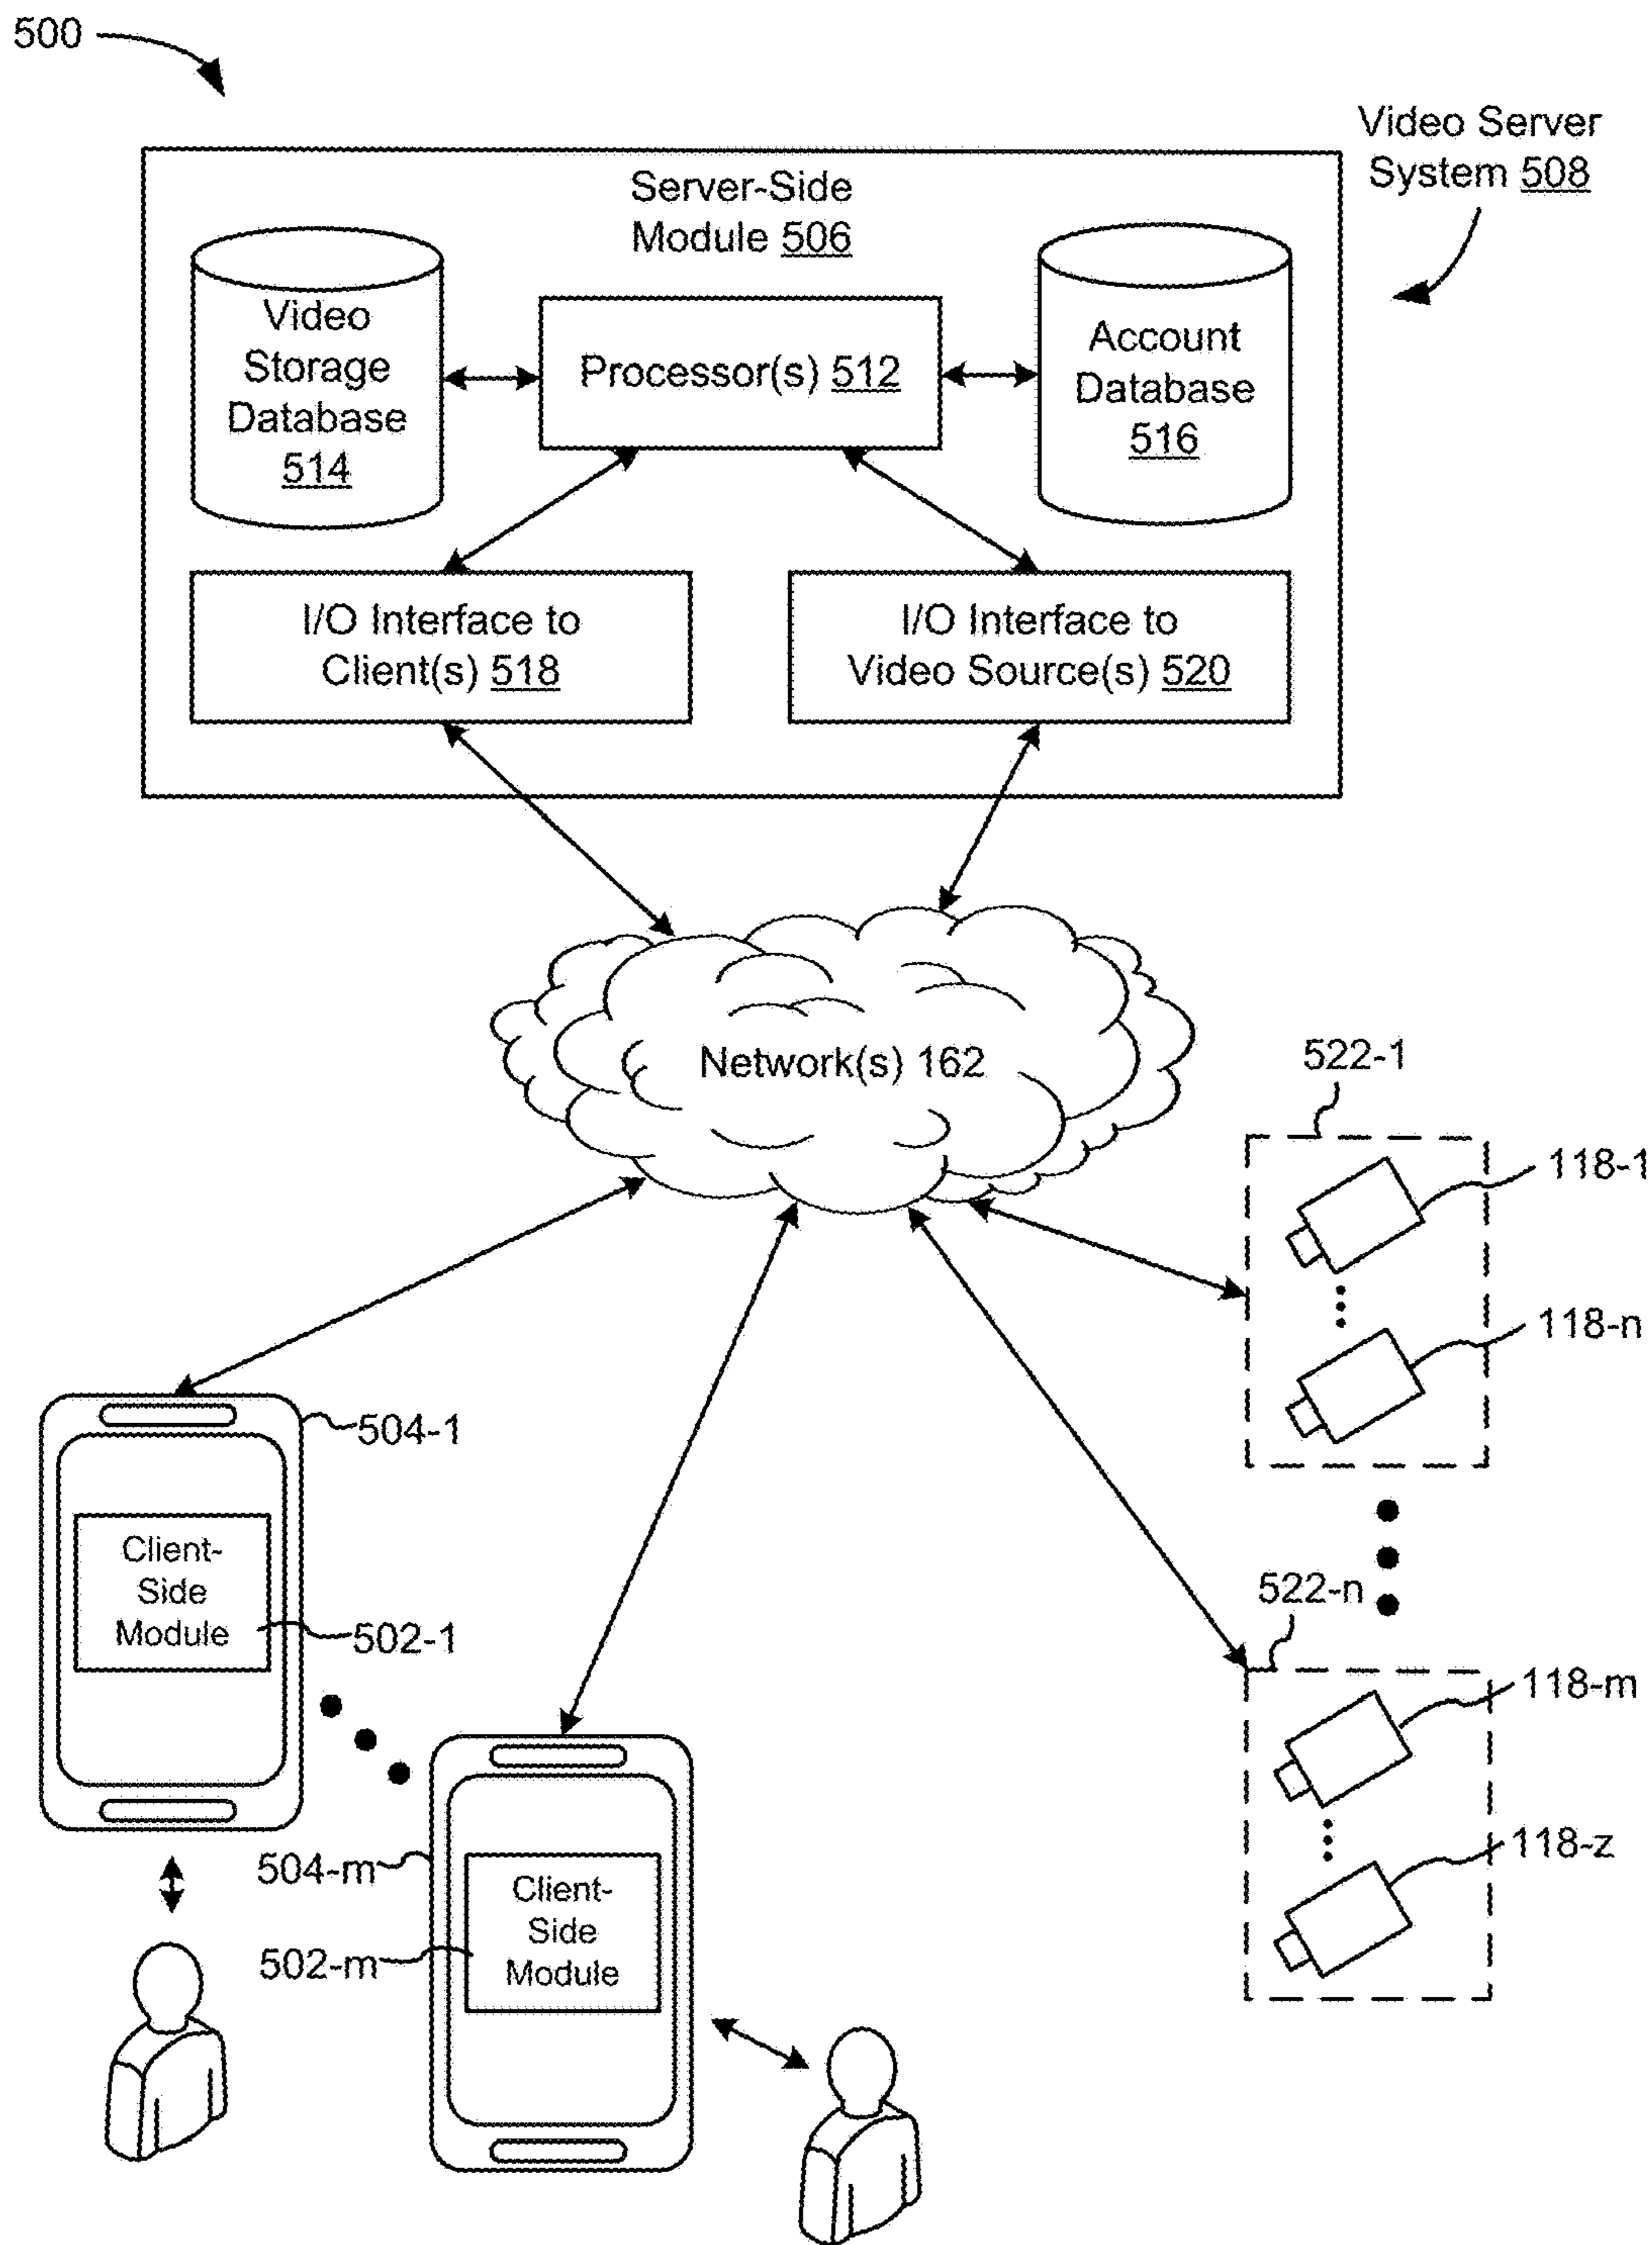 500
Video Server
System 508
Server-Side
Module 506
Video
Storage
Database
514
Processor(s) 512
Account
Database
516
I/O Interface to
Client(s) 518
I/O Interface to
Video Source(s) 520
Network(s) 162
522-1
118-1
118-n
504-1
Client-
Side
Module
502-1
522-n
118-m
118-z
504-m
Client-
Side
Module
502-m